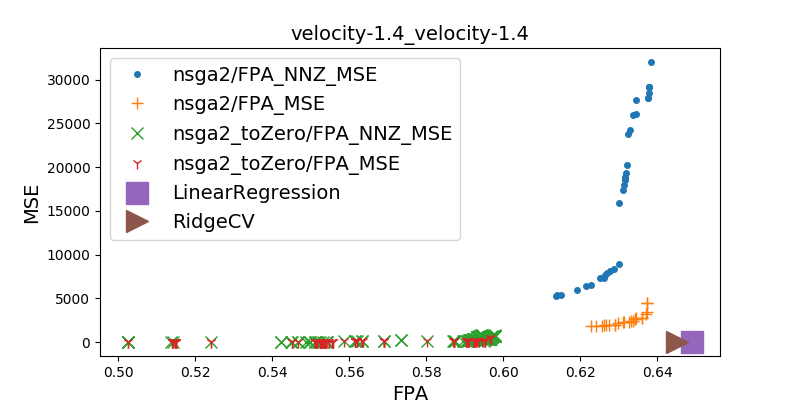 velocity-1.4_velocity-1.4
MSE
30000
25000
20000
15000
10000
5000
0
nsga2/FPA_NNZ_MSE
nsga2/FPA_MSE
nsga2_toZero/FPA_NNZ_MSE
nsga2_toZero/FPA_MSE
LinearRegression
RidgeCV
0.50 0.52 0.54 0.56 0.58 0.60 0.62 0.64
FPA